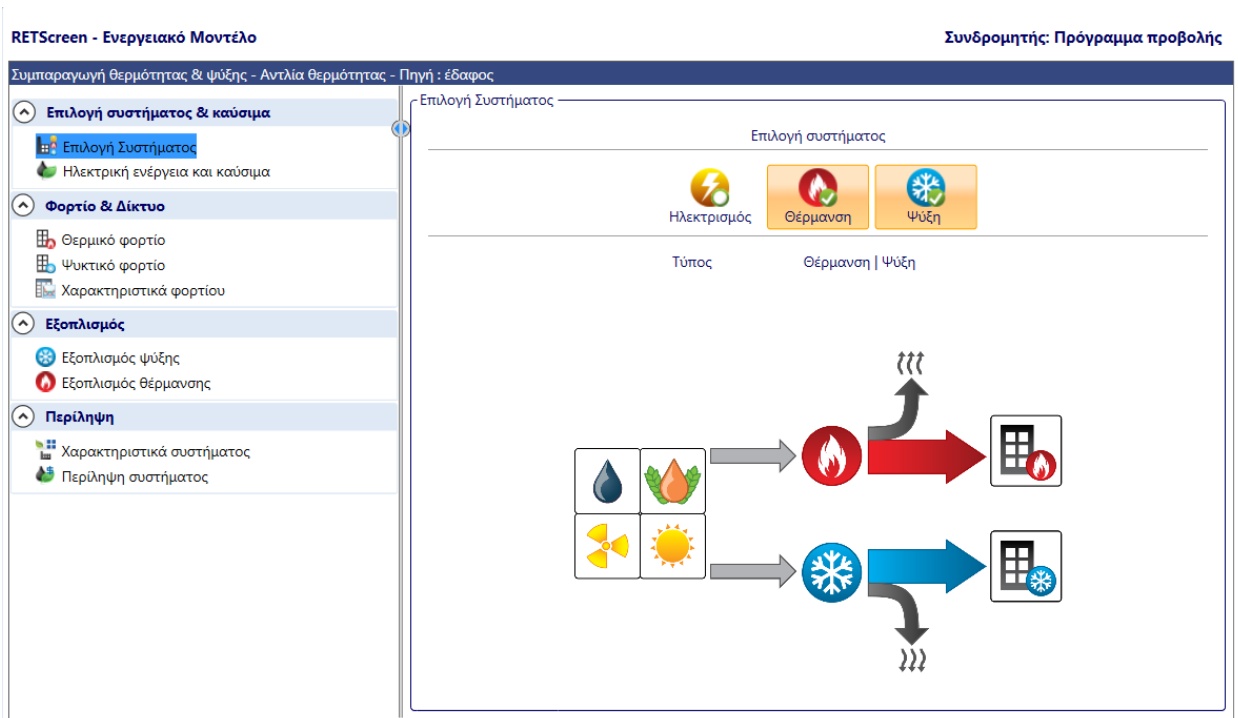 RETScreen - Ενεργειακό Μοντέλο
Συνδρομητής: Πρόγραμμα προβολής
Συμπαραγωγή θερμότητας & ψύξης - Αντλία θερμότητας - Πηγή : έδαφος
Επιλογή συστήματος & καύσιμα
Επιλογή Συστήματος
Ηλεκτρική ενέργεια και καύσιμα
Φορτίο & Δίκτυο
Θερμικό φορτίο
Ψυκτικό φορτίο
Χαρακτηριστικά φορτίου
Εξοπλισμός
Εξοπλισμός ψύξης
Εξοπλισμός θέρμανσης
Περίληψη
Χαρακτηριστικά συστήματος
Περίληψη συστήματος
Επιλογή Συστήματος
Επιλογή συστήματος
Ηλεκτρισμός
Θέρμανση
Ψύξη
Τύπος
Θέρμανση | Ψύξη